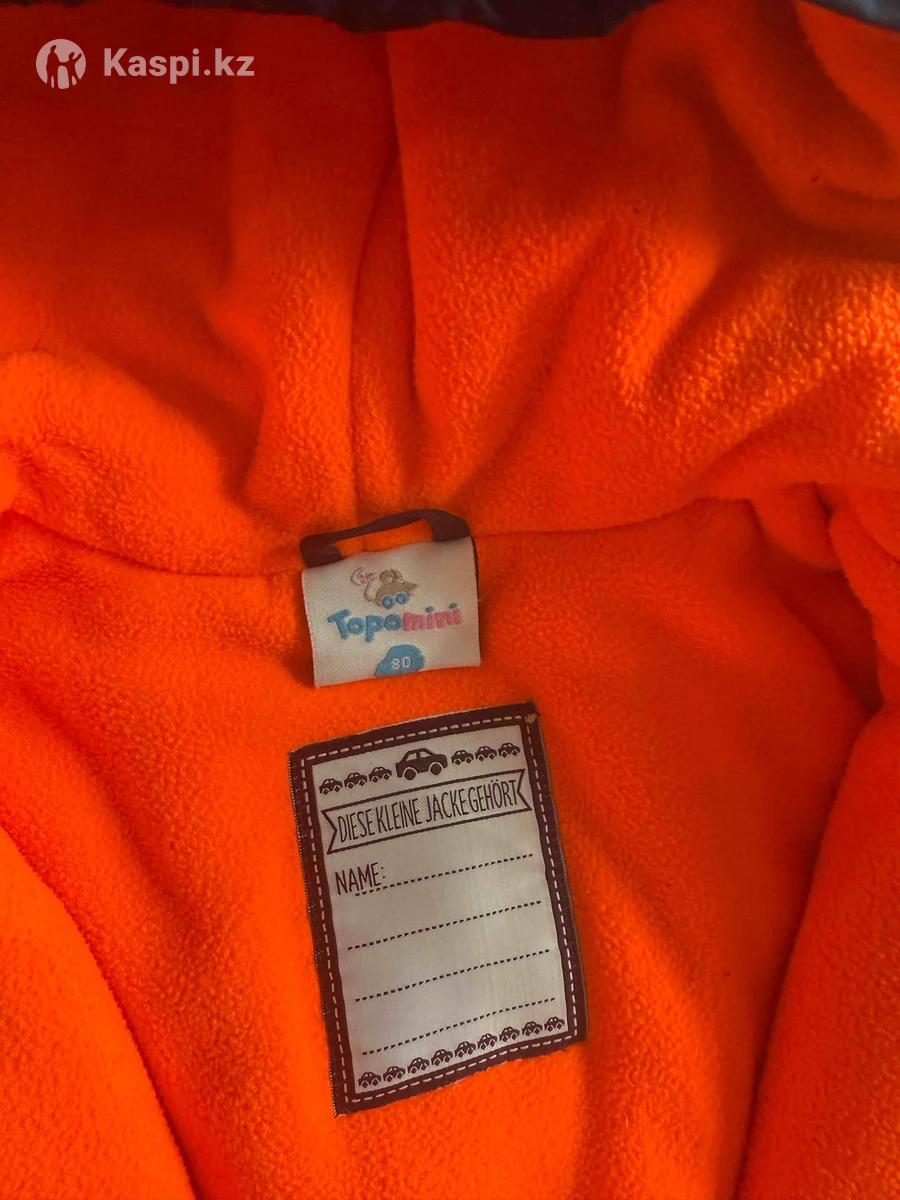 Kaspi.kz
Topomini
80
DIESE KLEINE JACKE GEHÖRT
NAME: